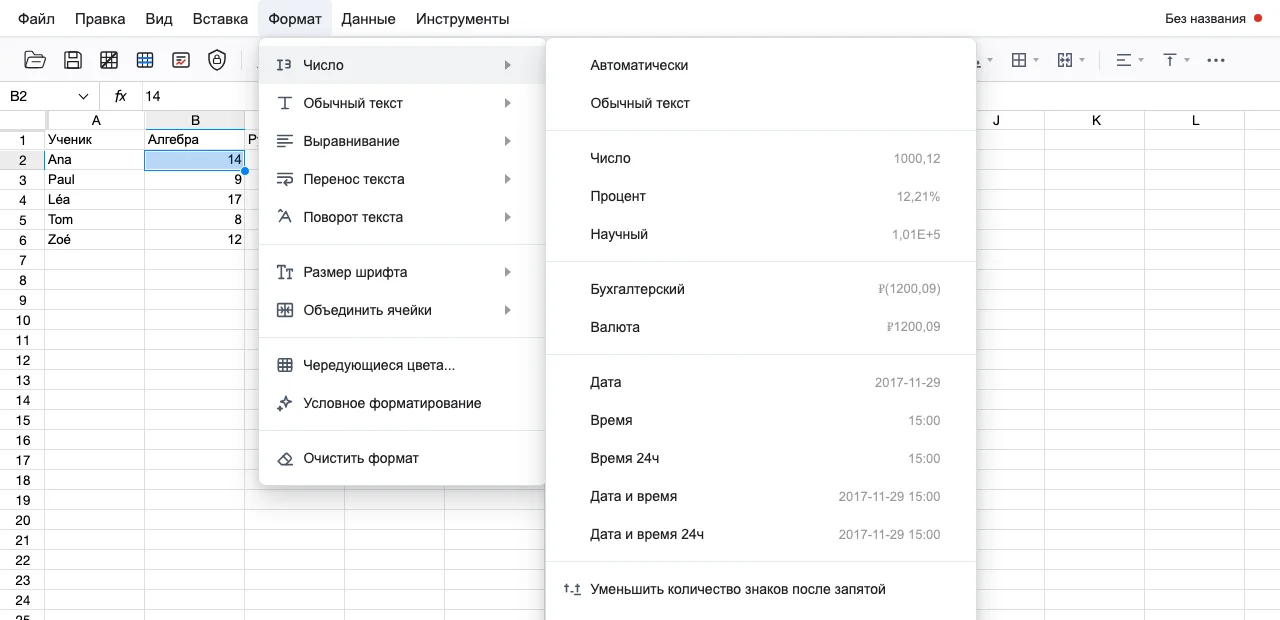 Файл Правка Вид Вставка Формат Данные Инструменты Без названия
B2 fx 14
A B J K L
1 Ученик Алгебра
2 Ana 14
3 Paul 9
4 Léa 17
5 Tom 8
6 Zoé 12
7
8
9
10
11
12
13
14
15
16
17
18
19
20
21
22
23
24
25
Число
Обычный текст
Выравнивание
Перенос текста
Поворот текста
Размер шрифта
Объединить ячейки
Чередующиеся цвета...
Условное форматирование
Очистить формат
Автоматически
Обычный текст
Число 1000,12
Процент 12,21%
Научный 1,01E+5
Бухгалтерский ₽(1200,09)
Валюта ₽1200,09
Дата 2017-11-29
Время 15:00
Время 24ч 15:00
Дата и время 2017-11-29 15:00
Дата и время 24ч 2017-11-29 15:00
Уменьшить количество знаков после запятой